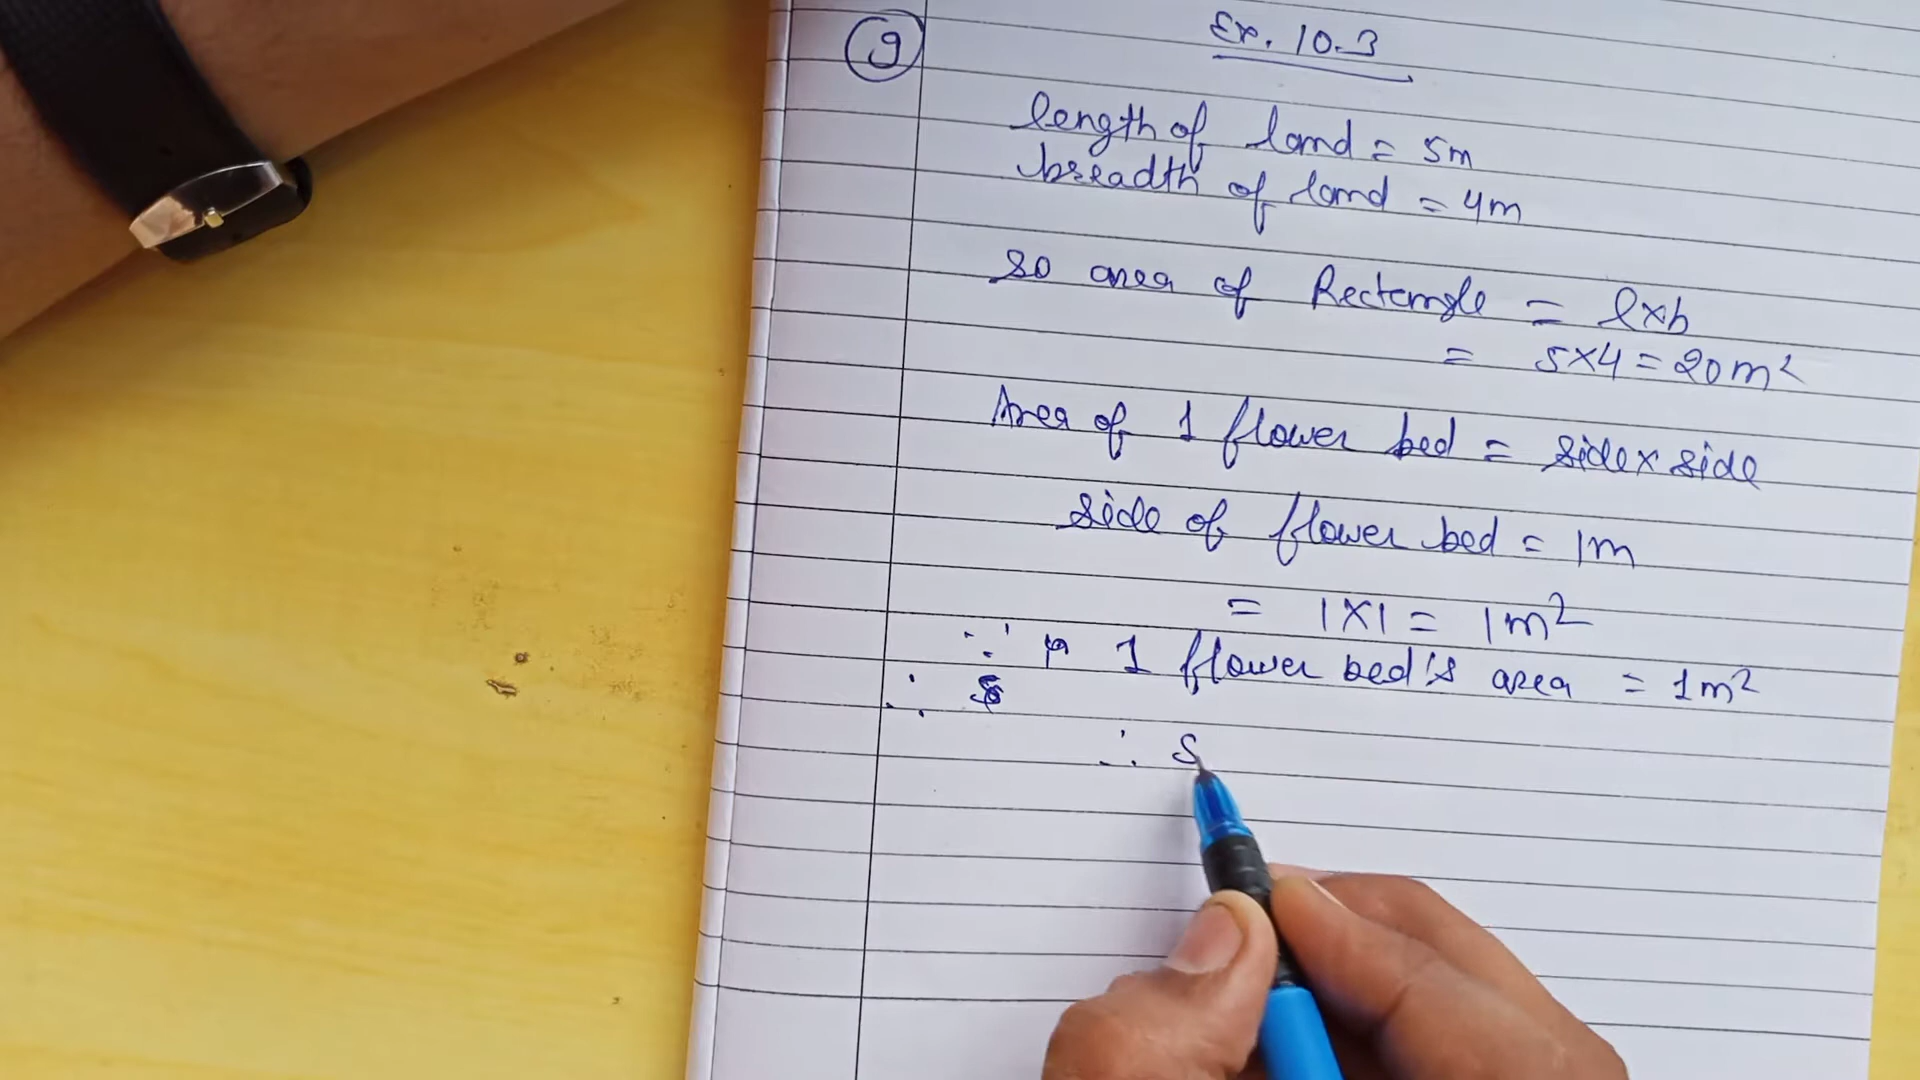 9
Ex. 10.3
length of land = 5m
breadth of land = 4m
So area of Rectangle = l×b
= 5×4 = 20m²
Area of 1 flower bed = side × side
Side of flower bed = 1m
= 1×1 = 1m²
∵ 1 flower bed's area = 1m²
∴ 5
∴ S